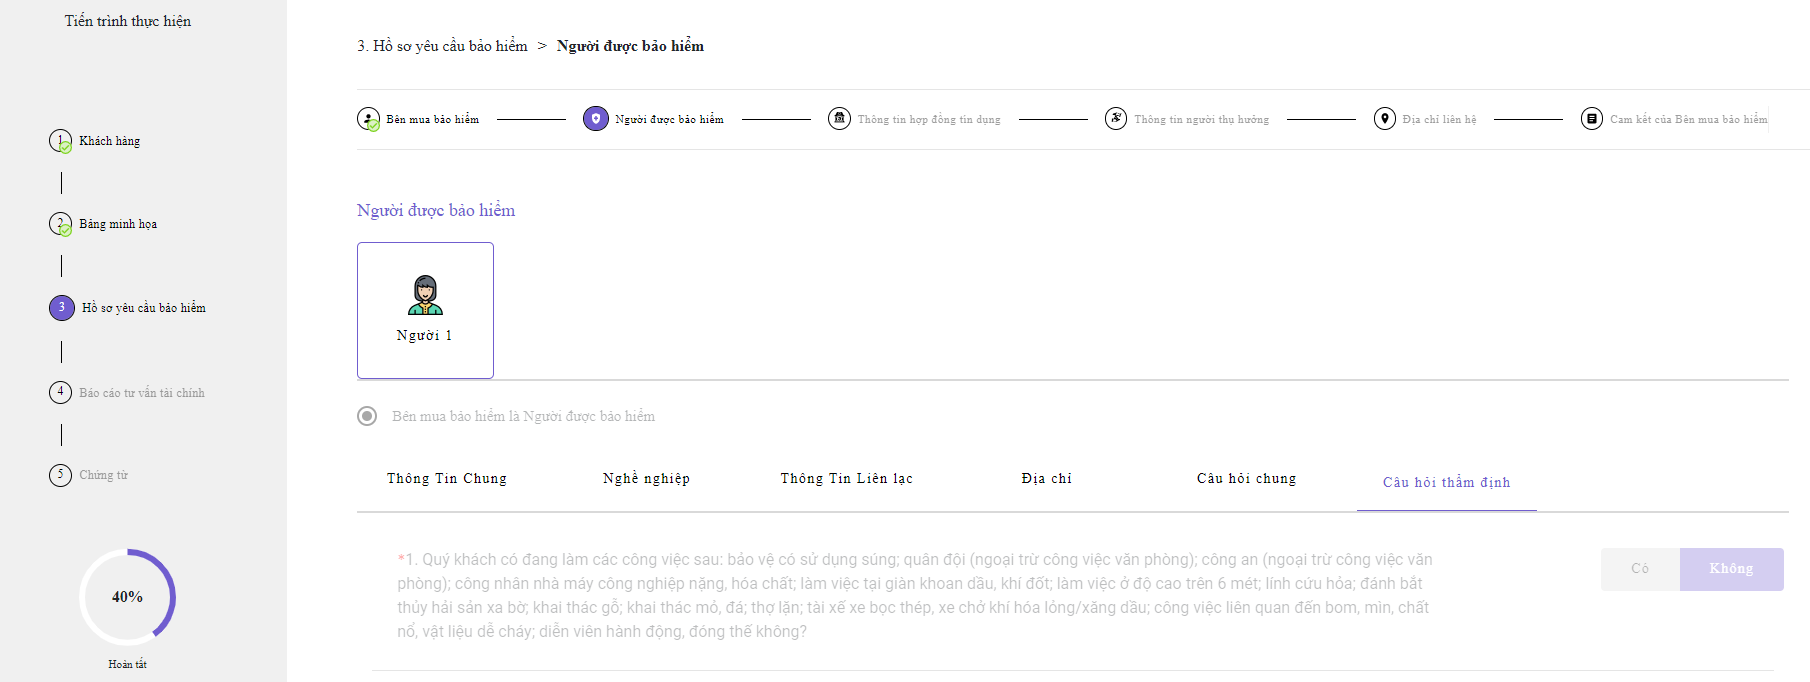 Tiến trình thực hiện
1 Khách hàng
2 Bảng minh họa
3 Hồ sơ yêu cầu bảo hiểm
4 Báo cáo tư vấn tài chính
5 Chứng từ
40%
Hoàn tất
3. Hồ sơ yêu cầu bảo hiểm > Người được bảo hiểm
Bên mua bảo hiểm Người được bảo hiểm Thông tin hợp đồng tín dụng Thông tin người thụ hưởng Địa chỉ liên hệ Cam kết của Bên mua bảo hiểm
Người được bảo hiểm
Người 1
Bên mua bảo hiểm là Người được bảo hiểm
Thông Tin Chung Nghề nghiệp Thông Tin Liên lạc Địa chỉ Câu hỏi chung Câu hỏi thẩm định
*1. Quý khách có đang làm các công việc sau: bảo vệ có sử dụng súng; quân đội (ngoại trừ công việc văn phòng); công an (ngoại trừ công việc văn
phòng); công nhân nhà máy công nghiệp nặng, hóa chất; làm việc tại giàn khoan dầu, khí đốt; làm việc ở độ cao trên 6 mét; lính cứu hỏa; đánh bắt
thủy hải sản xa bờ; khai thác gỗ; khai thác mỏ, đá; thợ lặn; tài xế xe bọc thép, xe chở khí hóa lỏng/xăng dầu; công việc liên quan đến bom, mìn, chất
nổ, vật liệu dễ cháy; diễn viên hành động, đóng thế không?
Có Không